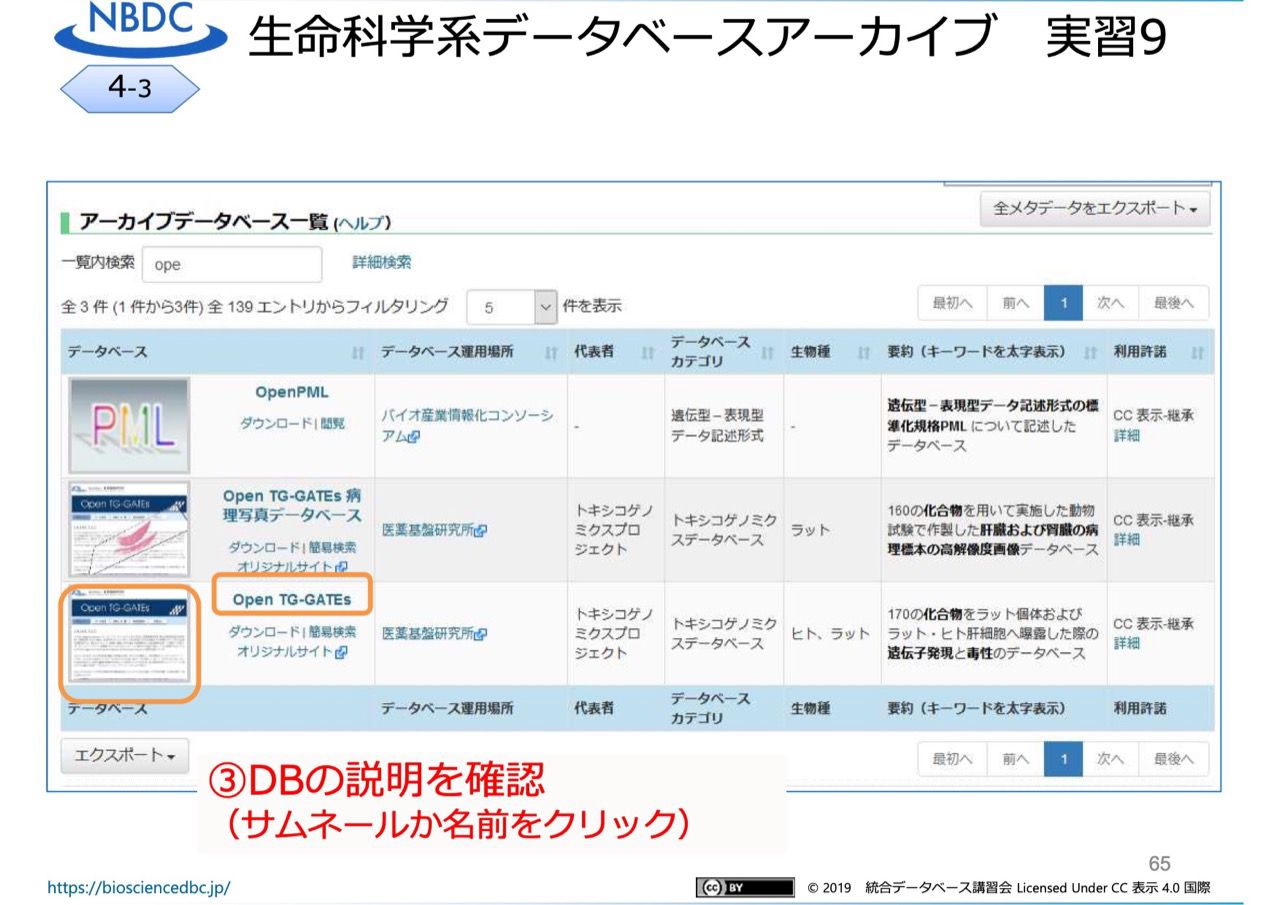 NBDC
生命科学系データベースアーカイブ　実習9
4-3
全メタデータをエクスポート
アーカイブデータベース一覧 (ヘルプ)
一覧内検索 ope 詳細検索
全 3 件 (1 件から3件) 全 139 エントリからフィルタリング 5 件を表示
最初へ 前へ 1 次へ 最後へ
データベース データベース運用場所 代表者 データベース
カテゴリ 生物種 要約（キーワードを太字表示） 利用許諾
PML
OpenPML
ダウンロード | 閲覧
バイオ産業情報化コンソーシ
アム
-
遺伝型－表現型
データ記述形式
-
遺伝型－表現型データ記述形式の標
準化規格PML について記述した
データベース
CC 表示-継承
詳細
Open TG-GATEs
Open TG-GATEs 病
理写真データベース
ダウンロード | 簡易検索
オリジナルサイト
医薬基盤研究所
トキシコゲノ
ミクスプロ
ジェクト
トキシコゲノミク
スデータベース
ラット
160の化合物を用いて実施した動物
試験で作製した肝臓および腎臓の病
理標本の高解像度画像データベース
CC 表示-継承
詳細
Open TG-GATEs
Open TG-GATEs
ダウンロード | 簡易検索
オリジナルサイト
医薬基盤研究所
トキシコゲノ
ミクスプロ
ジェクト
トキシコゲノミク
スデータベース
ヒト、ラット
170の化合物をラット個体および
ラット・ヒト肝細胞へ曝露した際の
遺伝子発現と毒性のデータベース
CC 表示-継承
詳細
データベース データベース運用場所 代表者 データベース
カテゴリ 生物種 要約（キーワードを太字表示） 利用許諾
エクスポート
最初へ 前へ 1 次へ 最後へ
③DBの説明を確認
（サムネールか名前をクリック）
65
https://biosciencedbc.jp/
cc BY © 2019　統合データベース講習会 Licensed Under CC 表示 4.0 国際